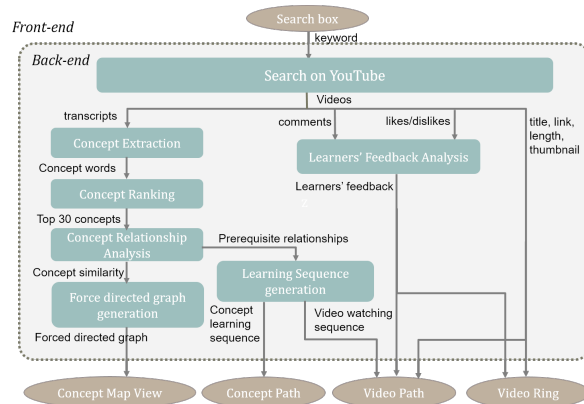 Search box
Front-end
keyword
Back-end
Search on YouTube
Videos
transcripts
comments
likes/dislikes
title, link,
length,
thumbnail
Concept Extraction
Learners' Feedback Analysis
Concept words
Learners' feedback
Concept Ranking
Top 30 concepts
Concept Relationship
Analysis
Prerequisite relationships
Concept similarity
Learning Sequence
generation
Force directed graph
generation
Concept
learning
sequence
Video watching
sequence
Forced directed graph
Concept Map View
Concept Path
Video Path
Video Ring